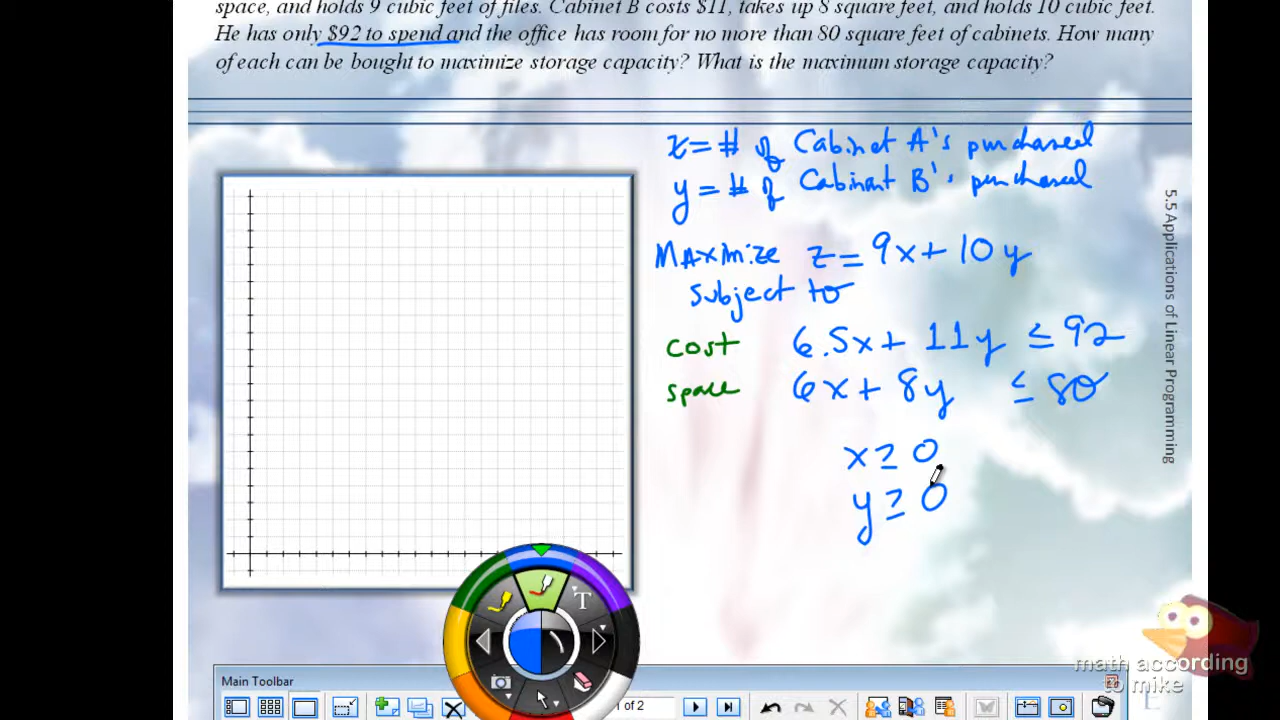 space, and holds 9 cubic feet of files. Cabinet B costs $11, takes up 8 square feet, and holds 10 cubic feet.
He has only $92 to spend and the office has room for no more than 80 square feet of cabinets. How many
of each can be bought to maximize storage capacity? What is the maximum storage capacity?
x = # of Cabinet A's purchased
y = # of Cabinant B's purchased
Maximize z = 9x + 10y
subject to
cost 6.5x + 11y ≤ 92
space 6x + 8y ≤ 80
x ≥ 0
y ≥ 0
5.5 Applications of Linear Programming
T
math according
to mike
Main Toolbar
1 of 2